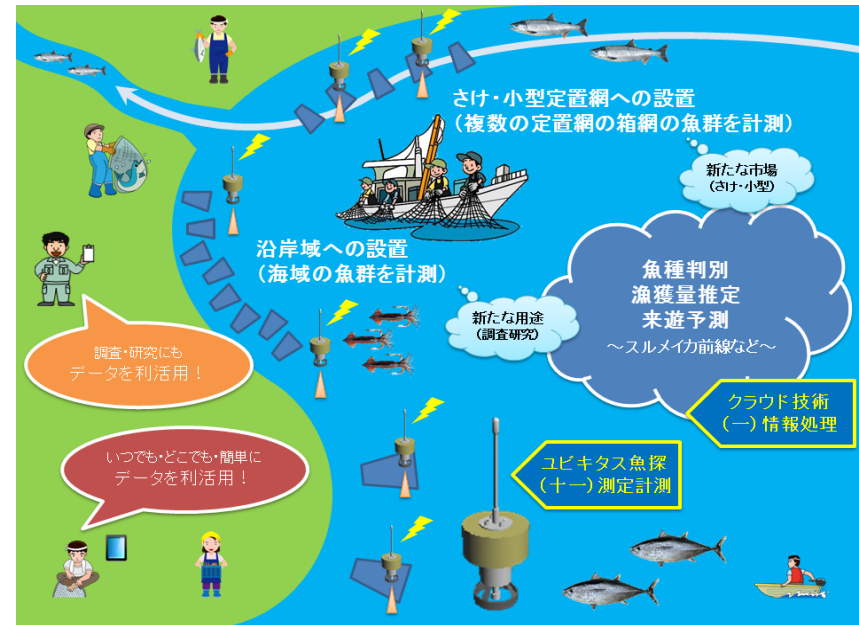 さけ・小型定置網への設置
(複数の定置網の箱網の魚群を計測)
新たな市場
(さけ・小型)
沿岸域への設置
(海域の魚群を計測)
魚種判別
漁獲量推定
来遊予測
～スルメイカ前線など～
新たな用途
(調査研究)
調査・研究にも
データを利活用！
クラウド技術
(一)情報処理
いつでも・どこでも・簡単に
データを利活用！
ユビキタス魚探
(十一)測定計測